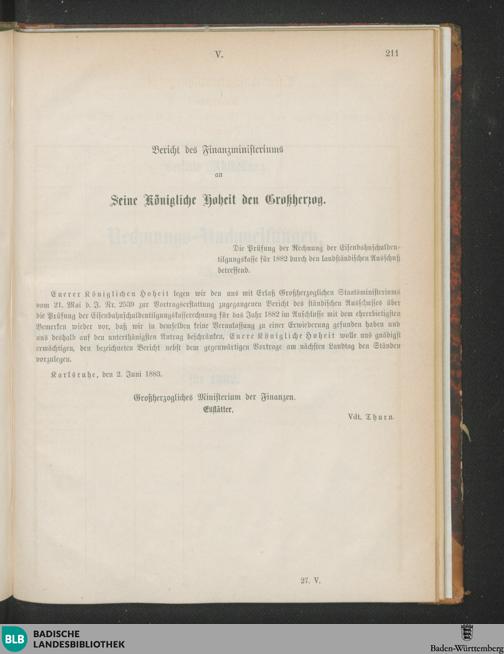 V.
211
Bericht des Finanzministeriums
an
Seine Königliche Hoheit den Großherzog.
Die Prüfung der Rechnung der Eisenbahnschulden-
tilgungskasse für 1882 durch den landständischen Ausschuß
betreffend.
Euerer Königlichen Hoheit legen wir den uns mit Erlaß Großherzoglichen Staatsministeriums
vom 21. Mai d. J. Nr. 2539 zur Vortragserstattung zugegangenen Bericht des ständischen Ausschusses über
die Prüfung der Eisenbahnschuldentilgungskasserechnung für das Jahr 1882 im Anschlusse mit dem ehrerbietigsten
Bemerken wieder vor, daß wir in demselben keine Veranlassung zu einer Erwiederung gefunden haben und
uns deshalb auf den unterthänigsten Antrag beschränken, Euere Königliche Hoheit wolle uns gnädigst
ermächtigen, den bezeichneten Bericht nebst dem gegenwärtigen Vortrage am nächsten Landtag den Ständen
vorzulegen.
Karlsruhe, den 2. Juni 1883.
Großherzogliches Ministerium der Finanzen.
Ellstätter.
Vdt. Thurn.
27. V.
BLB BADISCHE
LANDESBIBLIOTHEK
Baden-Württemberg